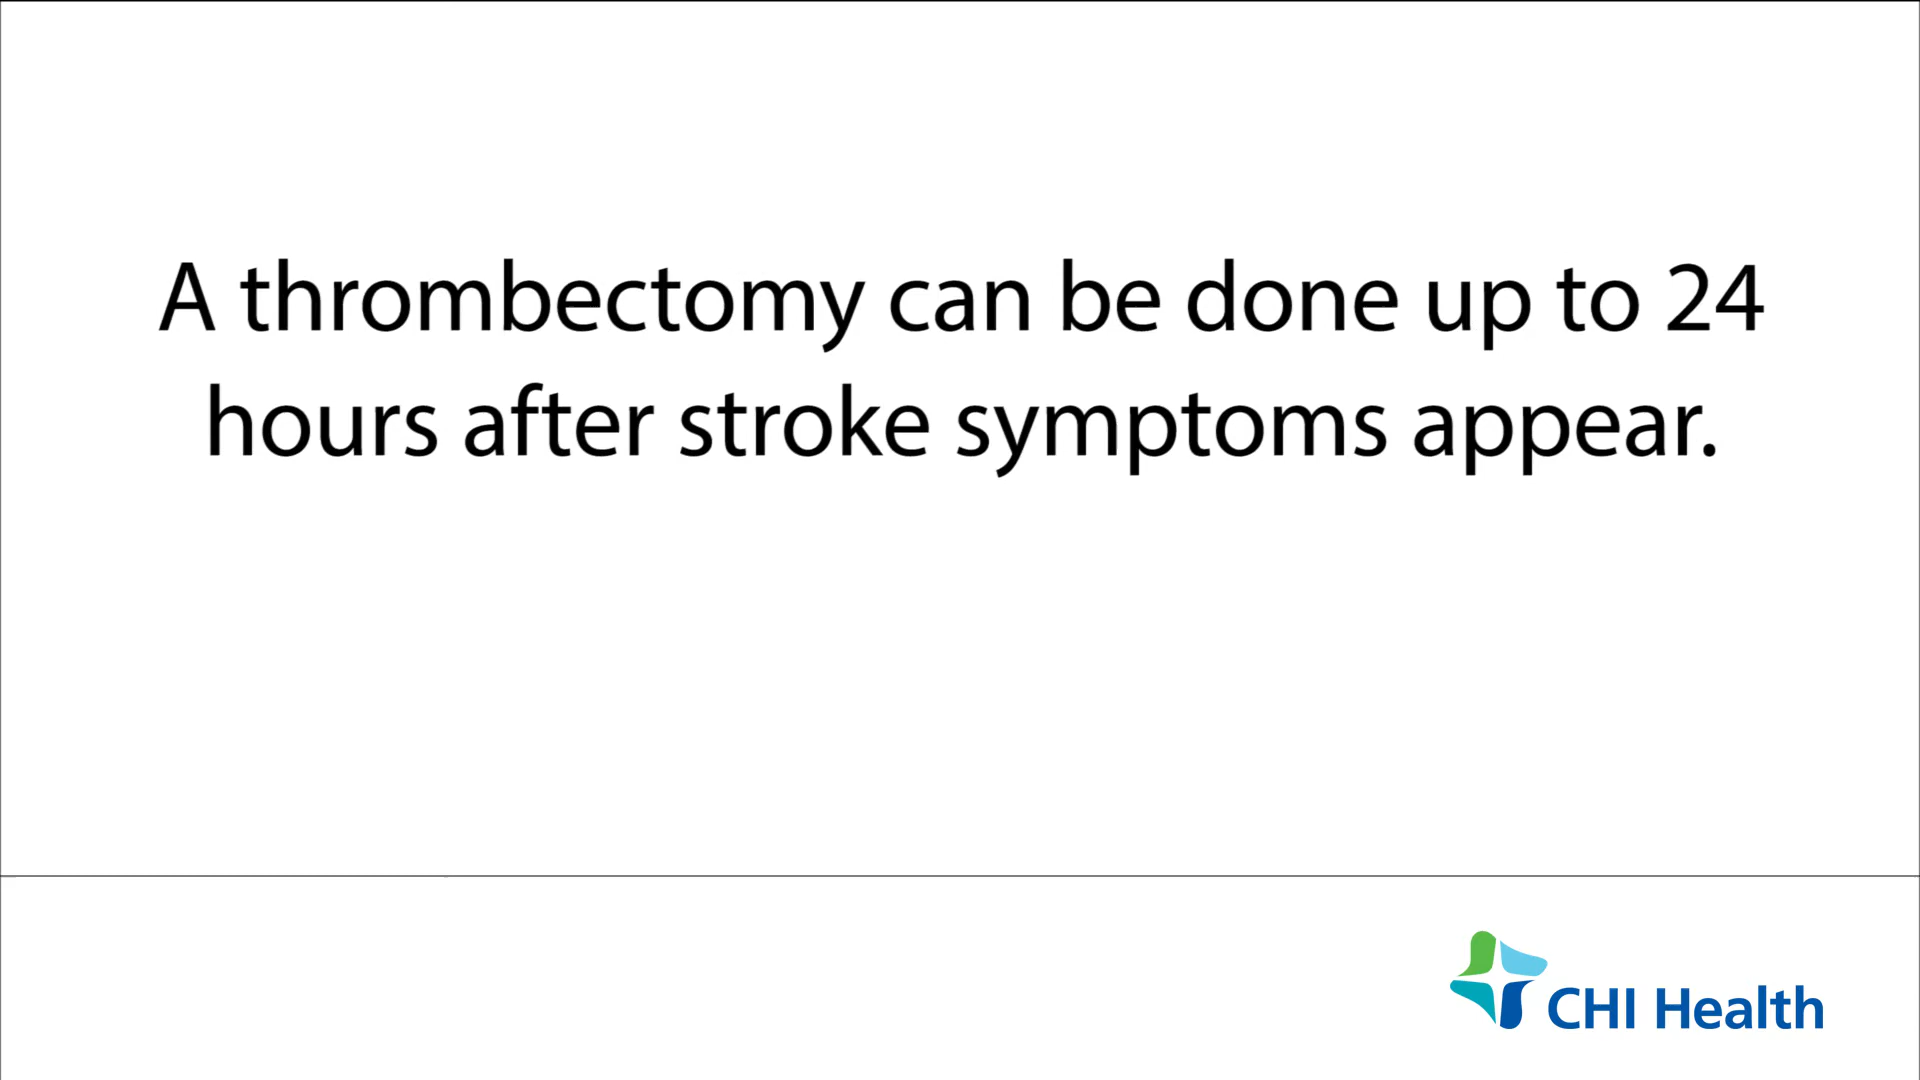 A thrombectomy can be done up to 24
hours after stroke symptoms appear.
CHI Health